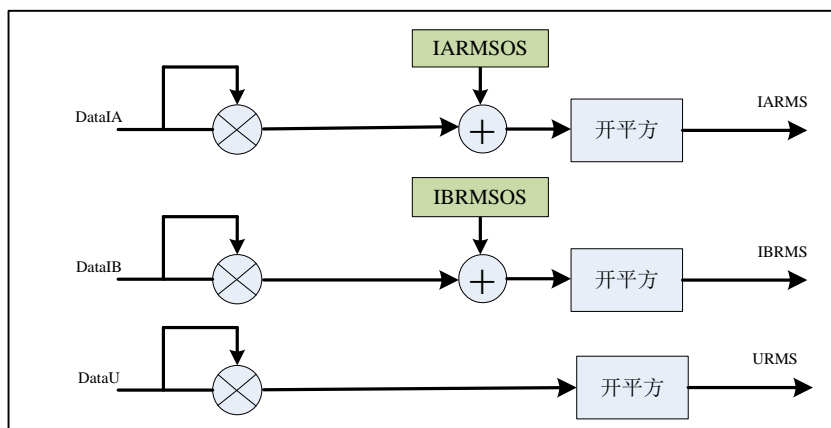 IARMSOS
IARMS
DataIA
+
开平方
IBRMSOS
IBRMS
DataIB
+
开平方
URMS
DataU
开平方